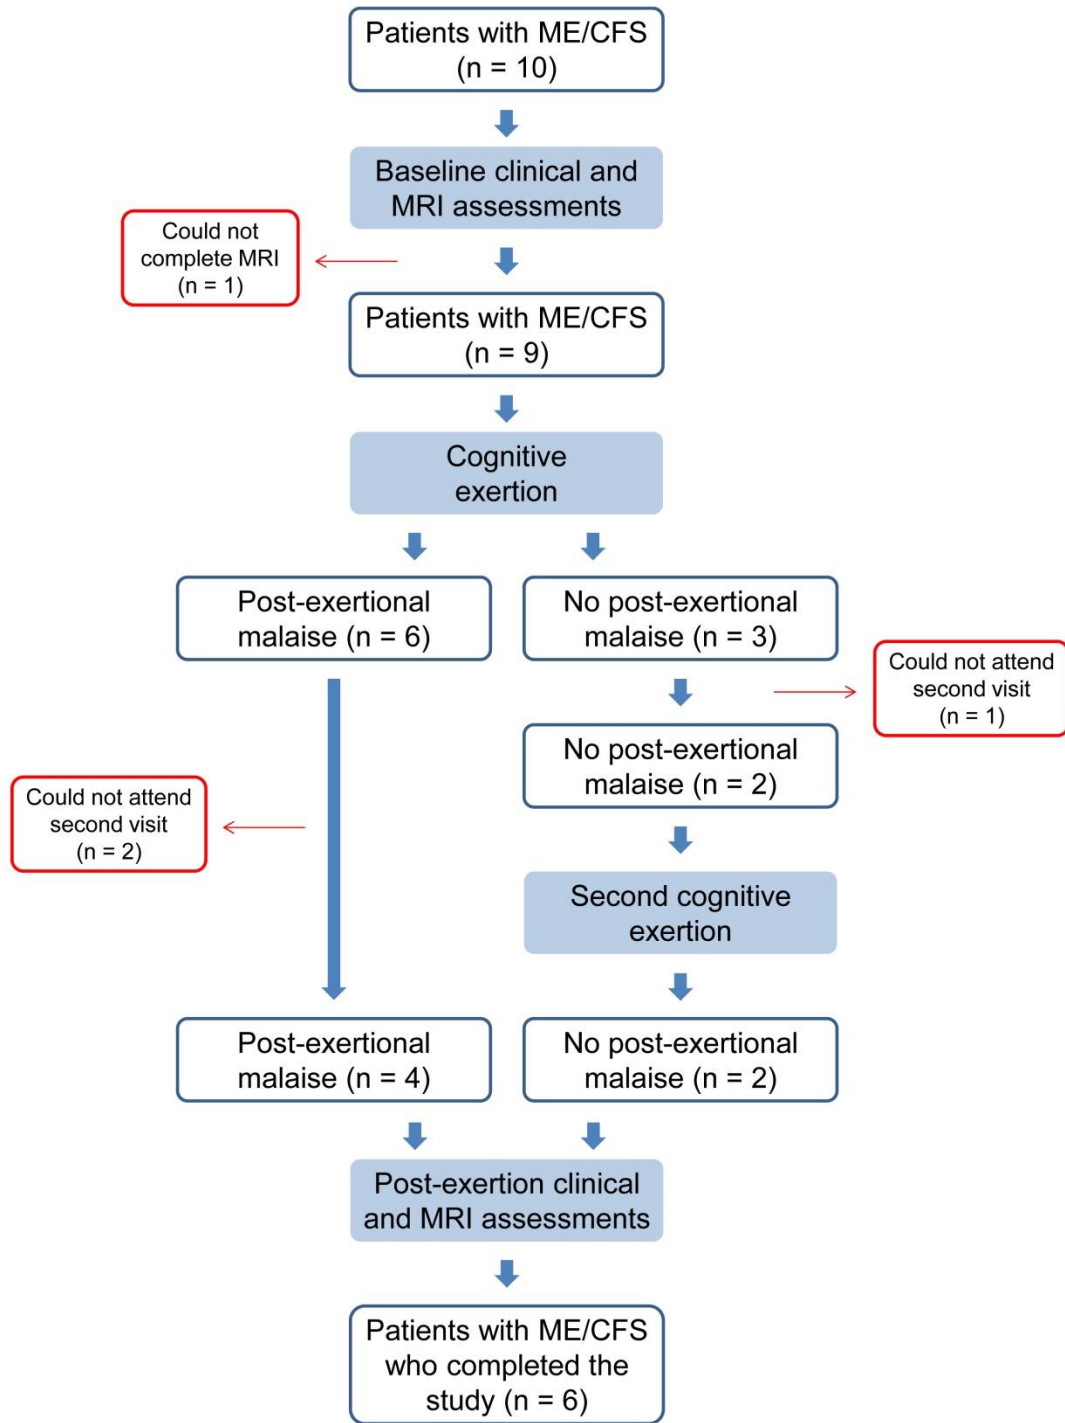 Patients with ME/CFS
(n = 10)
Baseline clinical and
MRI assessments
Could not
complete MRI
(n = 1)
Patients with ME/CFS
(n = 9)
Cognitive
exertion
Post-exertional
malaise (n = 6)
No post-exertional
malaise (n = 3)
Could not attend
second visit
(n = 1)
No post-exertional
malaise (n = 2)
Could not attend
second visit
(n = 2)
Second cognitive
exertion
Post-exertional
malaise (n = 4)
No post-exertional
malaise (n = 2)
Post-exertion clinical
and MRI assessments
Patients with ME/CFS
who completed the
study (n = 6)